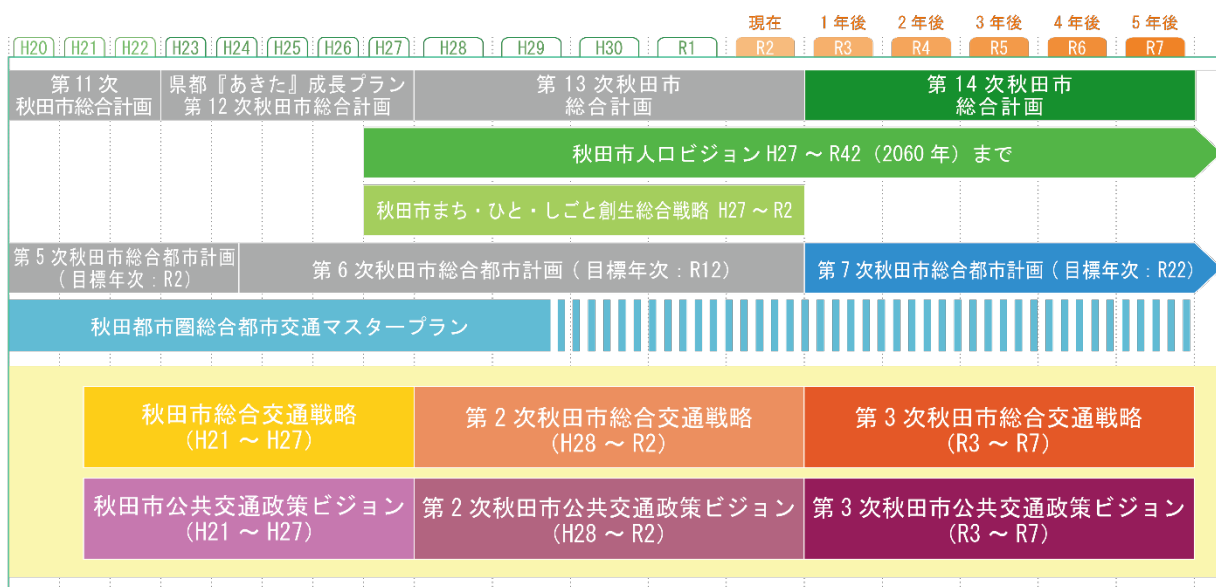 現在 1年後 2年後 3年後 4年後 5年後
H20 H21 H22 H23 H24 H25 H26 H27 H28 H29 H30 R1 R2 R3 R4 R5 R6 R7
第11次
秋田市総合計画
県都『あきた』成長プラン
第12次秋田市総合計画
第13次秋田市
総合計画
第14次秋田市
総合計画
秋田市人口ビジョン H27 ～ R42（2060年）まで
秋田市まち・ひと・しごと創生総合戦略 H27 ～ R2
第5次秋田市総合都市計画
（目標年次：R2）
第6次秋田市総合都市計画（目標年次：R12）
第7次秋田市総合都市計画（目標年次：R22）
秋田都市圏総合都市交通マスタープラン
秋田市総合交通戦略
(H21 ～ H27)
第2次秋田市総合交通戦略
(H28 ～ R2)
第3次秋田市総合交通戦略
(R3 ～ R7)
秋田市公共交通政策ビジョン
(H21 ～ H27)
第2次秋田市公共交通政策ビジョン
(H28 ～ R2)
第3次秋田市公共交通政策ビジョン
(R3 ～ R7)